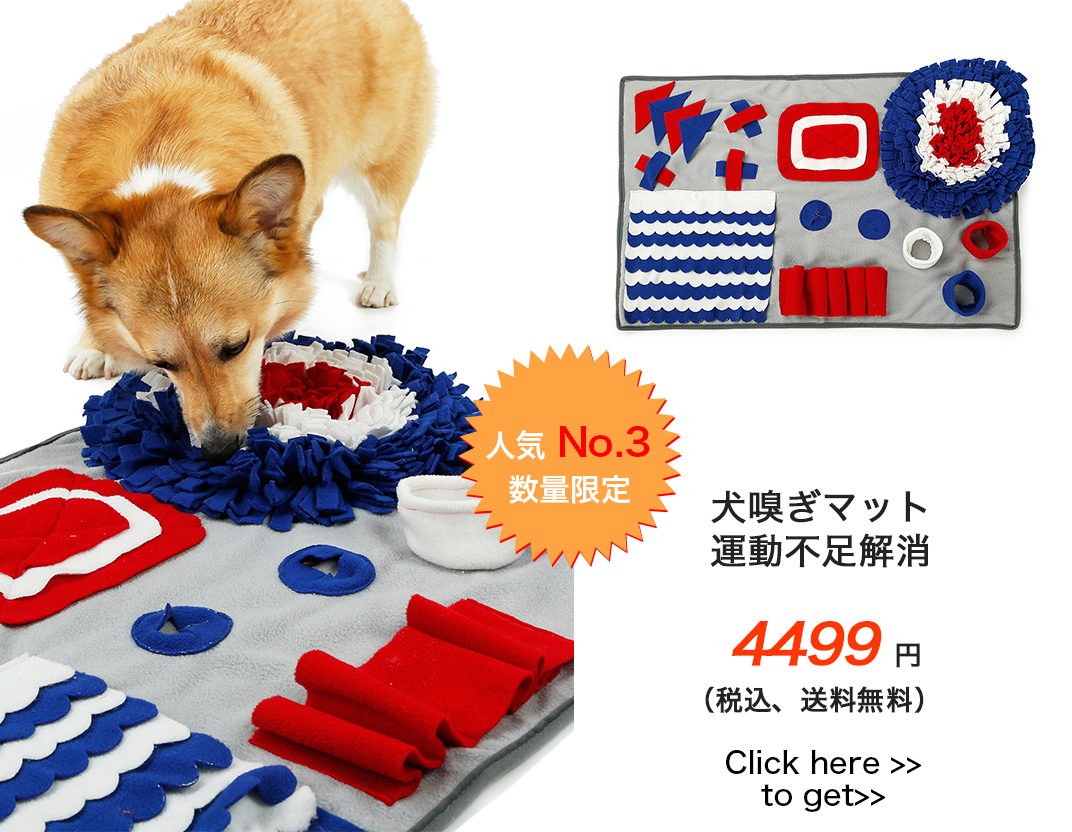 人気 No.3
数量限定
犬嗅ぎマット
運動不足解消
4499 円
（税込、送料無料）
Click here >>
to get>>